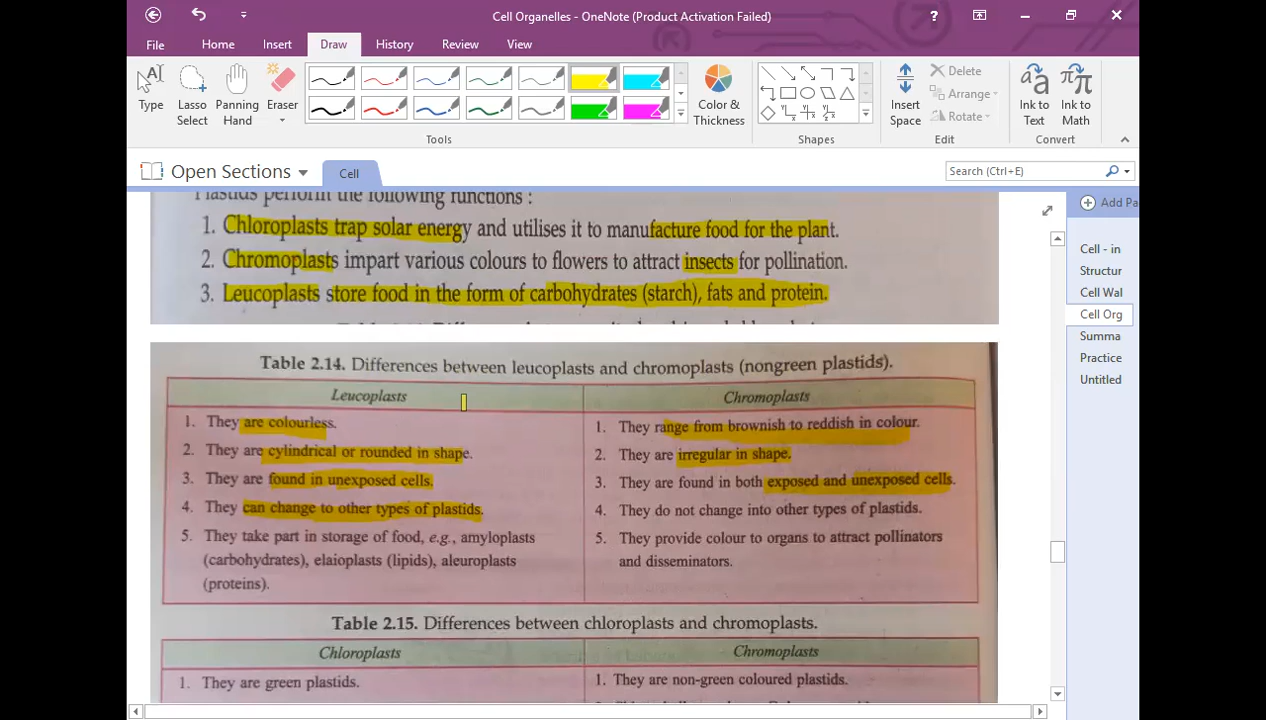 Cell Organelles - OneNote (Product Activation Failed)
?
File Home Insert Draw History Review View
Type
Lasso Select
Panning Hand
Eraser
Tools
Color & Thickness
Shapes
Insert Space
Delete
Arrange
Rotate
Edit
Ink to Text
Ink to Math
Convert
Open Sections
Cell
Search (Ctrl+E)
Add Pa
Cell - in
Structur
Cell Wal
Cell Org
Summa
Practice
Untitled
Plastids perform the following functions :
1. Chloroplasts trap solar energy and utilises it to manufacture food for the plant.
2. Chromoplasts impart various colours to flowers to attract insects for pollination.
3. Leucoplasts store food in the form of carbohydrates (starch), fats and protein.
Table 2.14. Differences between leucoplasts and chromoplasts (nongreen plastids).
Leucoplasts
1. They are colourless.
2. They are cylindrical or rounded in shape.
3. They are found in unexposed cells.
4. They can change to other types of plastids.
5. They take part in storage of food, e.g., amyloplasts
(carbohydrates), elaioplasts (lipids), aleuroplasts
(proteins).
Chromoplasts
1. They range from brownish to reddish in colour.
2. They are irregular in shape.
3. They are found in both exposed and unexposed cells.
4. They do not change into other types of plastids.
5. They provide colour to organs to attract pollinators
and disseminators.
Table 2.15. Differences between chloroplasts and chromoplasts.
Chloroplasts
1. They are green plastids.
Chromoplasts
1. They are non-green coloured plastids.